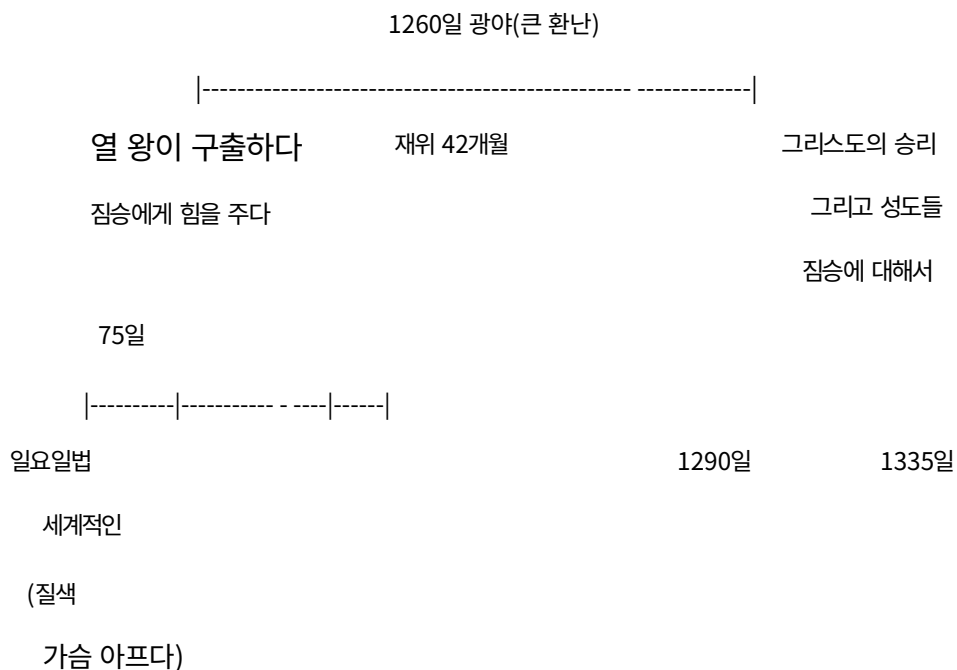 1260일 광야(큰 환난)
|----------------------------------------------- -------------|
열 왕이 구출하다 재위 42개월 그리스도의 승리
짐승에게 힘을 주다 그리고 성도들
짐승에 대해서
75일
|----------|----------- - ----|------|
일요일법 1290일 1335일
세계적인
(질색
가슴 아프다)